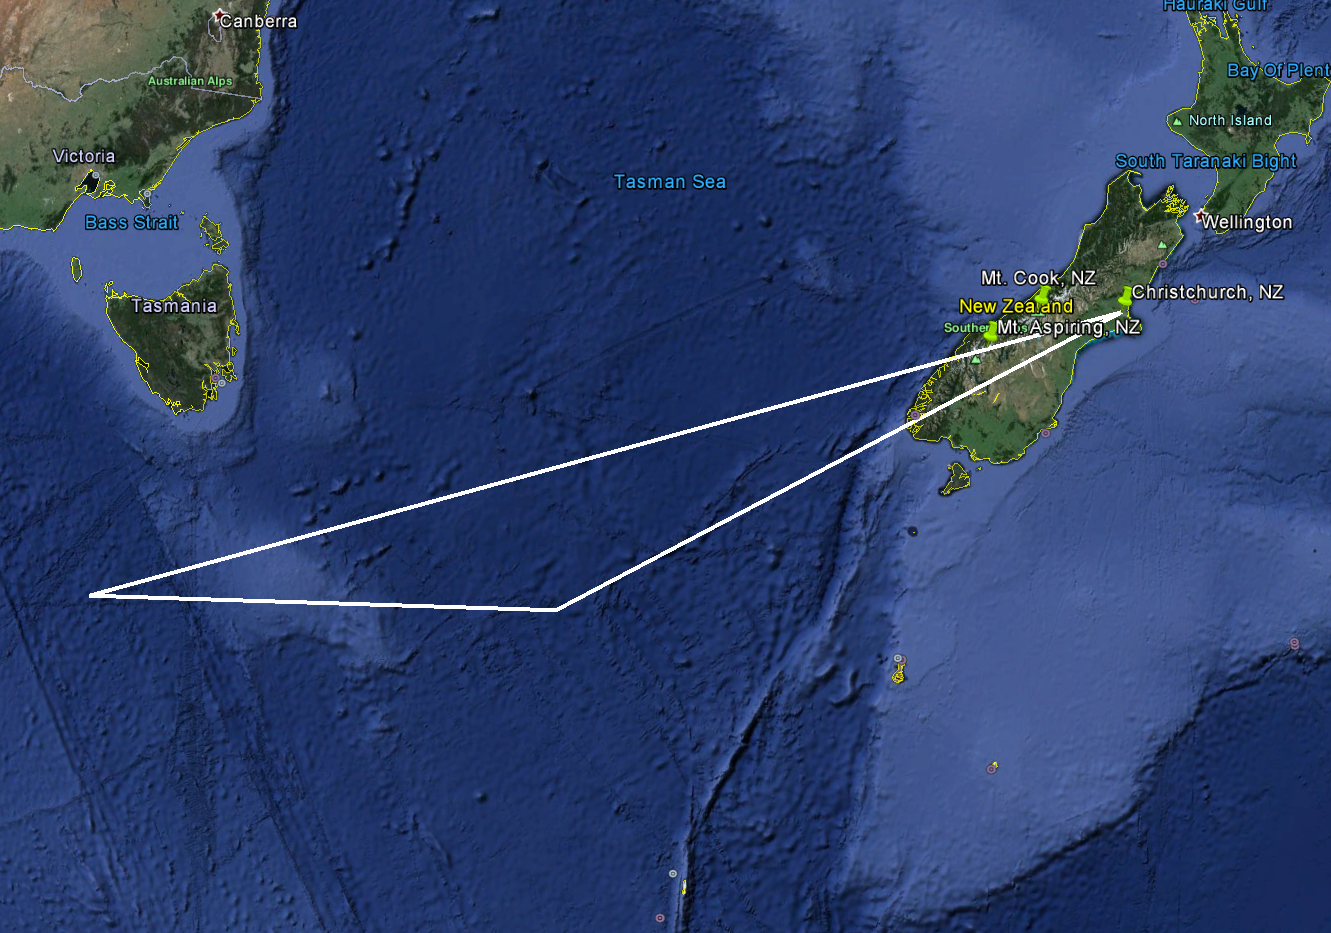 Hauraki Gulf
Canberra
Bay Of Plent
Australian Alps
North Island
Victoria
South Taranaki Bight
Tasman Sea
Bass Strait
Wellington
Mt. Cook, NZ
Christchurch, NZ
Tasmania
New Zealand
Souther
Mt. Aspiring, NZ